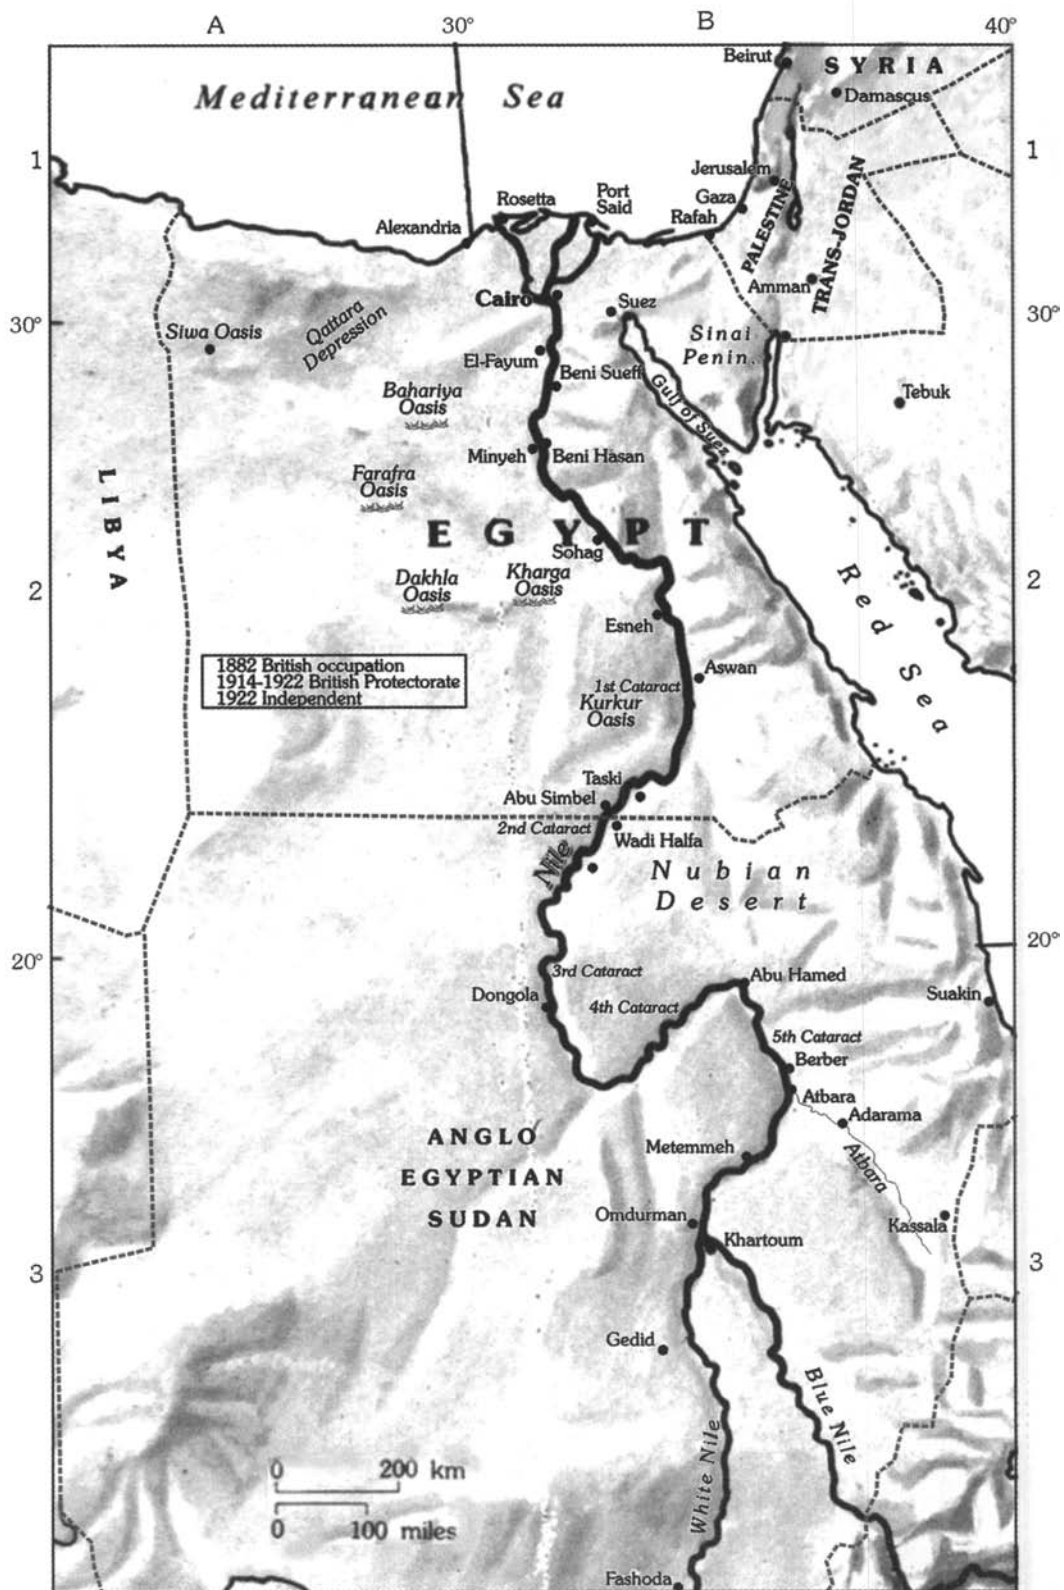 A
30°
B
40°
Beirut
SYRIA
Mediterranean Sea
Damascus
1
1
Jerusalem
Rosetta
Port
Said
Gaza
Rafah
PALESTINE
TRANS-JORDAN
Alexandria
Amman
Cairo
Suez
30°
30°
Siwa Oasis
Qattara
Depression
Sinai
Penin.
El-Fayum
Beni Sueff
Gulf of Suez
Tebuk
Bahariya
Oasis
Minyeh
Beni Hasan
LIBYA
Farafra
Oasis
EGYPT
Sohag
Red Sea
2
2
Dakhla
Oasis
Kharga
Oasis
Esneh
1882 British occupation
1914-1922 British Protectorate
1922 Independent
Aswan
1st Cataract
Kurkur
Oasis
Taski
Abu Simbel
2nd Cataract
Wadi Halfa
Nile
Nubian
Desert
20°
20°
3rd Cataract
Abu Hamed
Dongola
4th Cataract
Suakin
5th Cataract
Berber
Atbara
Adarama
ANGLO
EGYPTIAN
SUDAN
Metemmeh
Atbara
Omdurman
Kassala
Khartoum
3
3
Gedid
Blue Nile
White Nile
0 200 km
0 100 miles
Fashoda